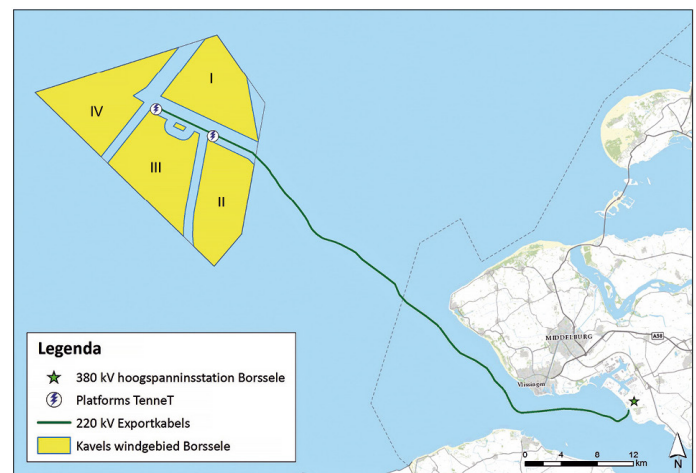 I
IV
III
II
MIDDELBURG
A58
Vlissingen
Legenda
380 kV hoogspanninsstation Borssele
Platforms TenneT
220 kV Exportkabels
Kavels windgebied Borssele
0 4 8 12
km
N